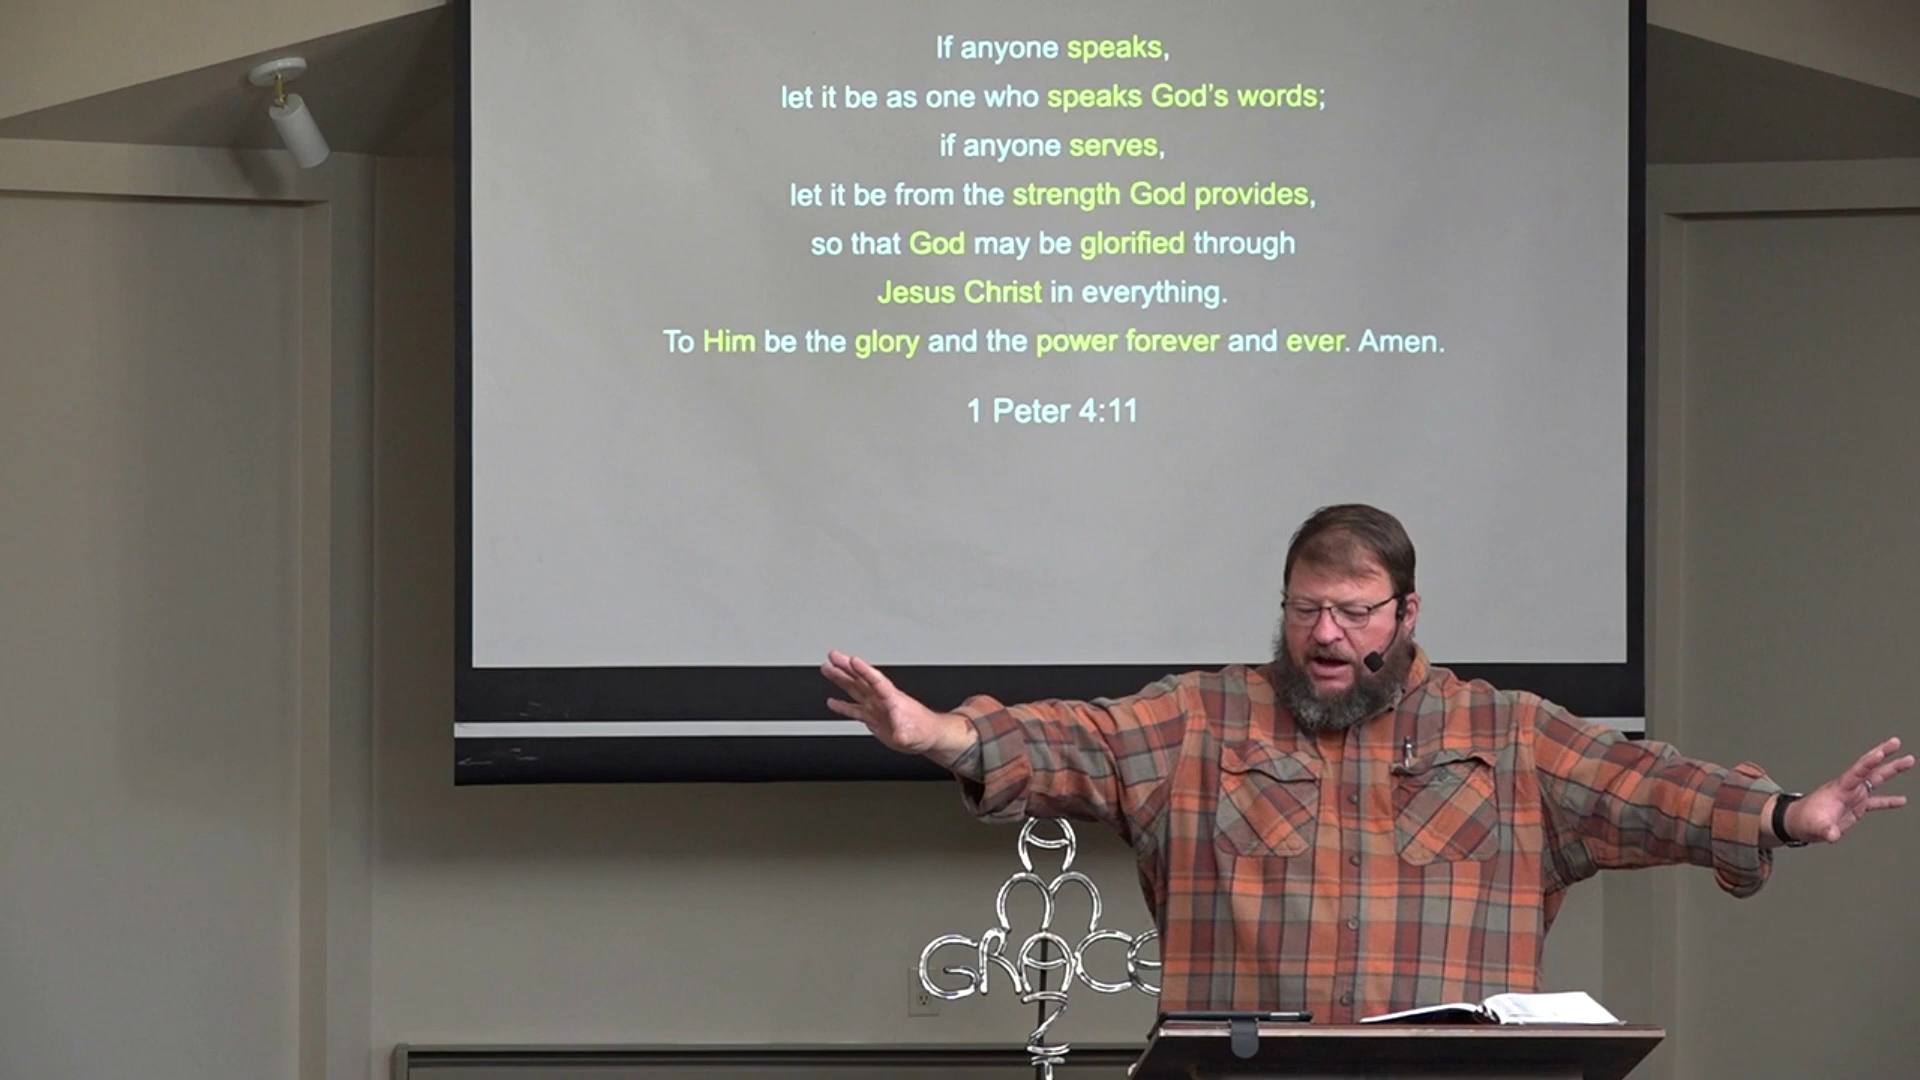 If anyone speaks,
let it be as one who speaks God's words;
if anyone serves,
let it be from the strength God provides,
so that God may be glorified through
Jesus Christ in everything.
To Him be the glory and the power forever and ever. Amen.
1 Peter 4:11
AMAZ
GRACE